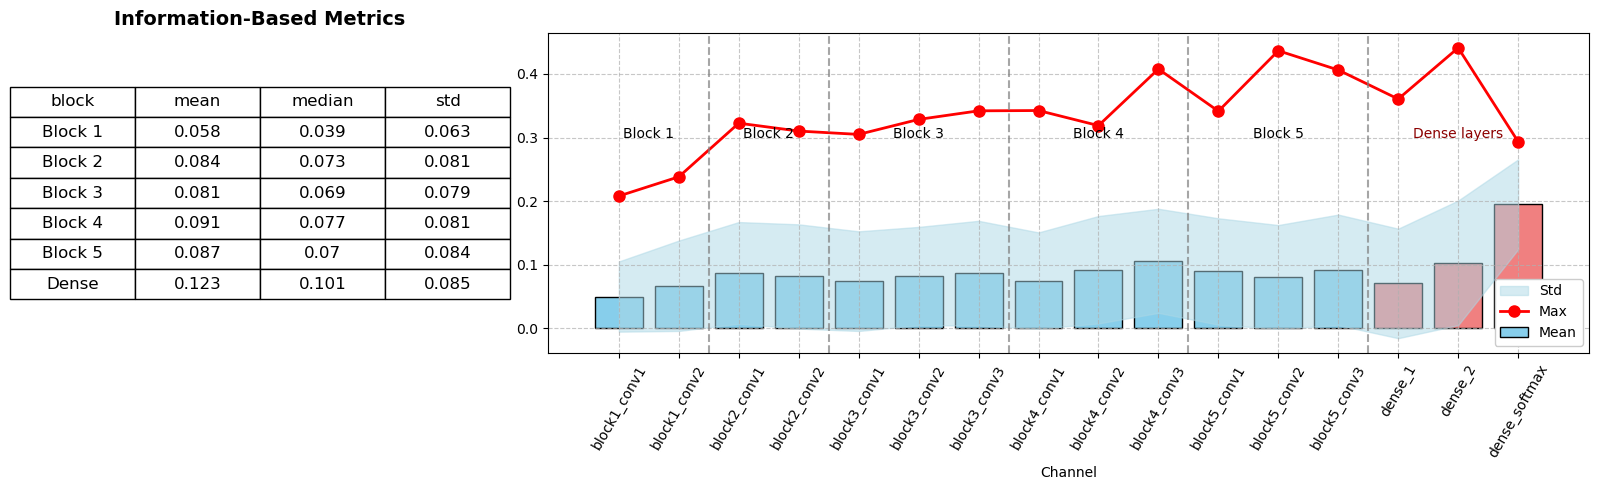 Information-Based Metrics
block mean median std
Block 1 0.058 0.039 0.063
Block 2 0.084 0.073 0.081
Block 3 0.081 0.069 0.079
Block 4 0.091 0.077 0.081
Block 5 0.087 0.07 0.084
Dense 0.123 0.101 0.085
0.4
0.3
0.2
0.1
0.0
Block 1 Block 2 Block 3 Block 4 Block 5 Dense layers
Std
Max
Mean
block1_conv1
block1_conv2
block2_conv1
block2_conv2
block3_conv1
block3_conv2
block3_conv3
block4_conv1
block4_conv2
block4_conv3
block5_conv1
block5_conv2
block5_conv3
dense_1
dense_2
dense_softmax
Channel